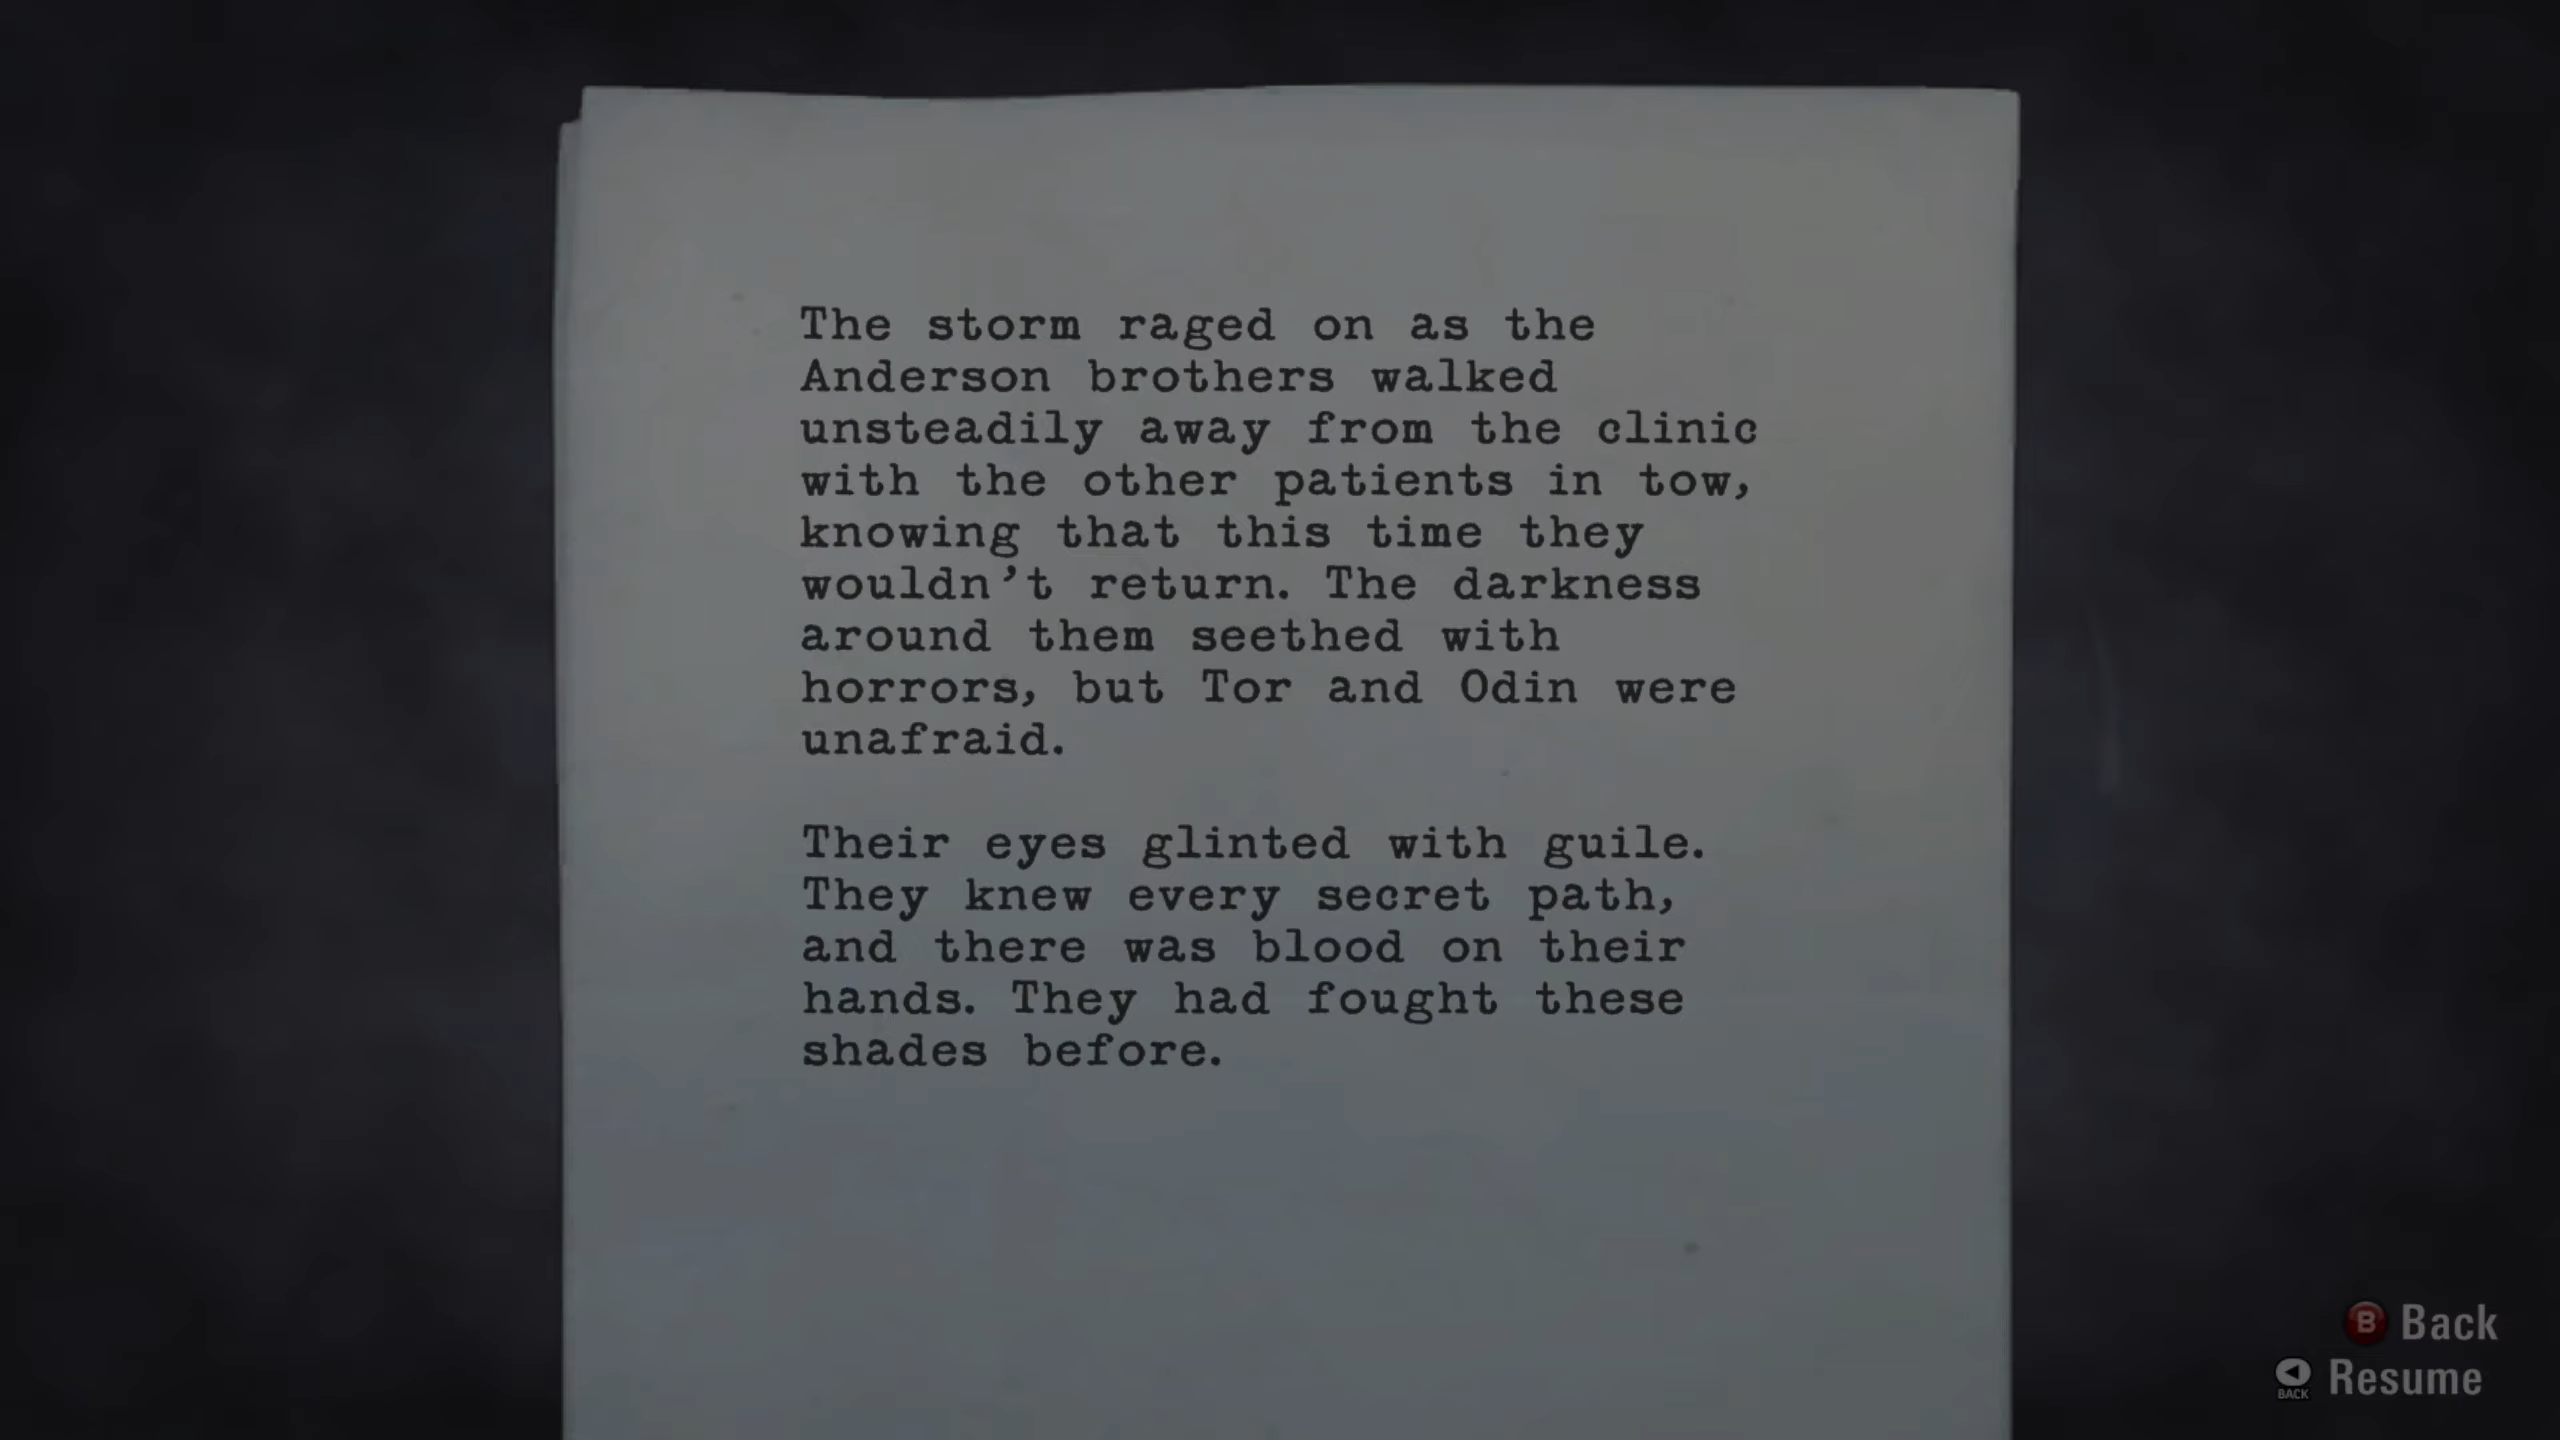 The storm raged on as the
Anderson brothers walked
unsteadily away from the clinic
with the other patients in tow,
knowing that this time they
wouldn't return. The darkness
around them seethed with
horrors, but Tor and Odin were
unafraid.
Their eyes glinted with guile.
They knew every secret path,
and there was blood on their
hands. They had fought these
shades before.
B Back
BACK Resume